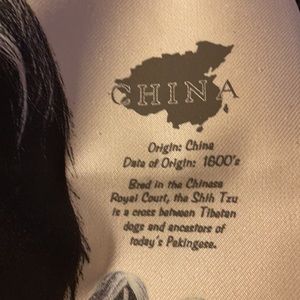 CHINA
Origin: China
Date of Origin: 1600's
Bred in the Chinese
Royal Court, the Shih Tzu
is a cross between Tibetan
dogs and ancestors of
today's Pekingese.